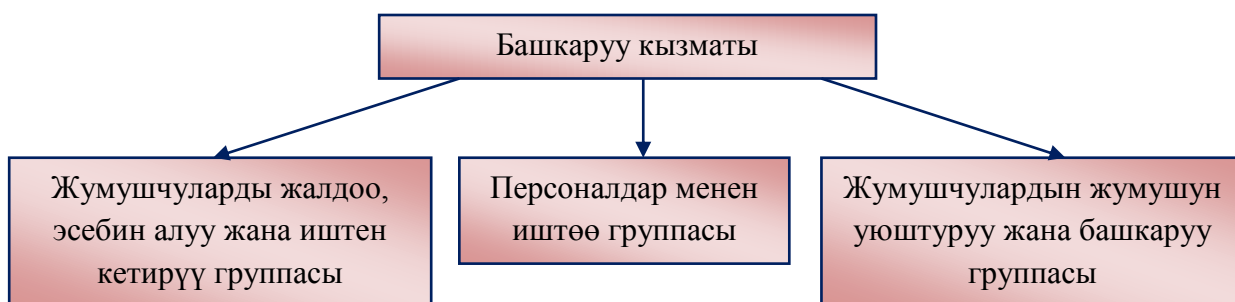 Башкаруу кызматы
Жумушчуларды жалдоо,
эсебин алуу жана иштен
кетирүү группасы
Персоналдар менен
иштөө группасы
Жумушчулардын жумушун
уюштуруу жана башкаруу
группасы